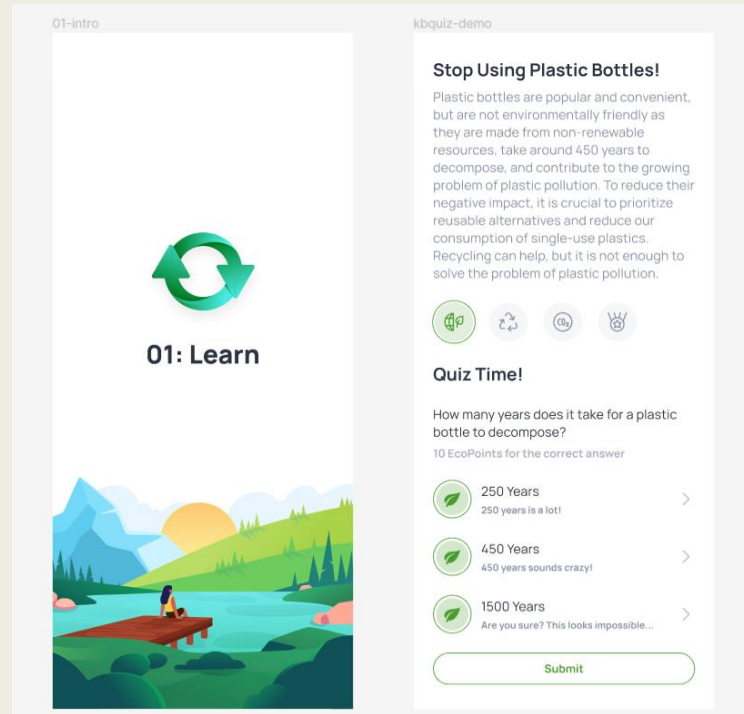 01-intro
01: Learn
kbquiz-demo
Stop Using Plastic Bottles!
Plastic bottles are popular and convenient,
but are not environmentally friendly as
they are made from non-renewable
resources, take around 450 years to
decompose, and contribute to the growing
problem of plastic pollution. To reduce their
negative impact, it is crucial to prioritize
reusable alternatives and reduce our
consumption of single-use plastics.
Recycling can help, but it is not enough to
solve the problem of plastic pollution.
CO₂
Quiz Time!
How many years does it take for a plastic
bottle to decompose?
10 EcoPoints for the correct answer
250 Years
250 years is a lot!
450 Years
450 years sounds crazy!
1500 Years
Are you sure? This looks impossible...
Submit